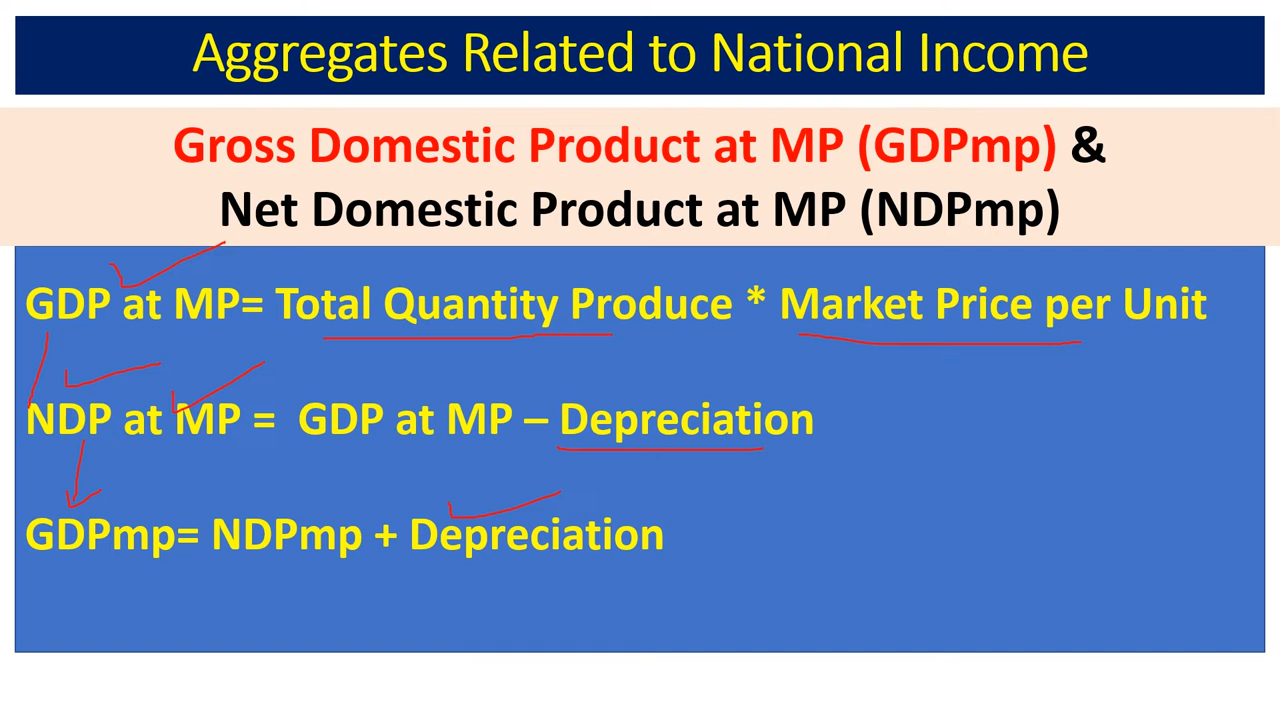 Aggregates Related to National Income
Gross Domestic Product at MP (GDPmp) &
Net Domestic Product at MP (NDPmp)
GDP at MP= Total Quantity Produce * Market Price per Unit
NDP at MP = GDP at MP – Depreciation
GDPmp= NDPmp + Depreciation